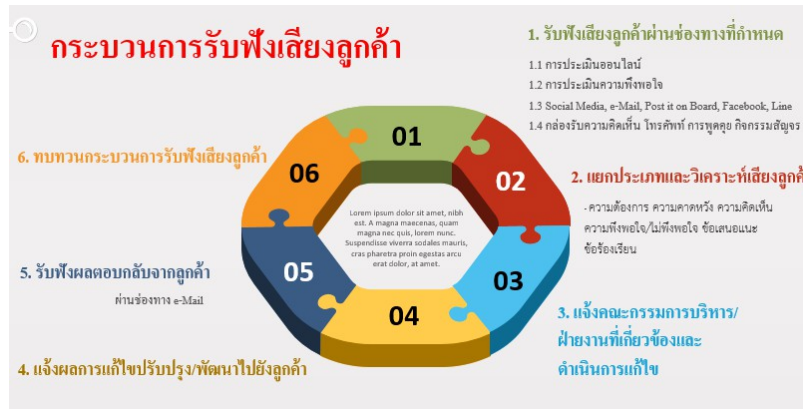 กระบวนการรับฟังเสียงลูกค้า
1. รับฟังเสียงลูกค้าผ่านช่องทางที่กำหนด
1.1 การประเมินออนไลน์
1.2 การประเมินความพึงพอใจ
1.3 Social Media, e-Mail, Post it on Board, Facebook, Line
1.4 กล่องรับความคิดเห็น โทรศัพท์ การพูดคุย กิจกรรมสัญจร
01
02
2. แยกประเภทและวิเคราะห์เสียงลูกค้
- ความต้องการ ความคาดหวัง ความคิดเห็น
ความพึงพอใจ/ไม่พึงพอใจ ข้อเสนอแนะ
ข้อร้องเรียน
03
3. แจ้งคณะกรรมการบริหาร/
ฝ่ายงานที่เกี่ยวข้องและ
ดำเนินการแก้ไข
04
4. แจ้งผลการแก้ไขปรับปรุง/พัฒนาไปยังลูกค้า
05
5. รับฟังผลตอบกลับจากลูกค้า
ผ่านช่องทาง e-Mail
06
6. ทบทวนกระบวนการรับฟังเสียงลูกค้า
Lorem ipsum dolor sit amet, nibh
est. A magna maecenas, quam
magna nec quis, lorem nunc.
Suspendisse viverra sodales mauris,
cras pharetra proin egestas arcu
erat dolor, at amet.